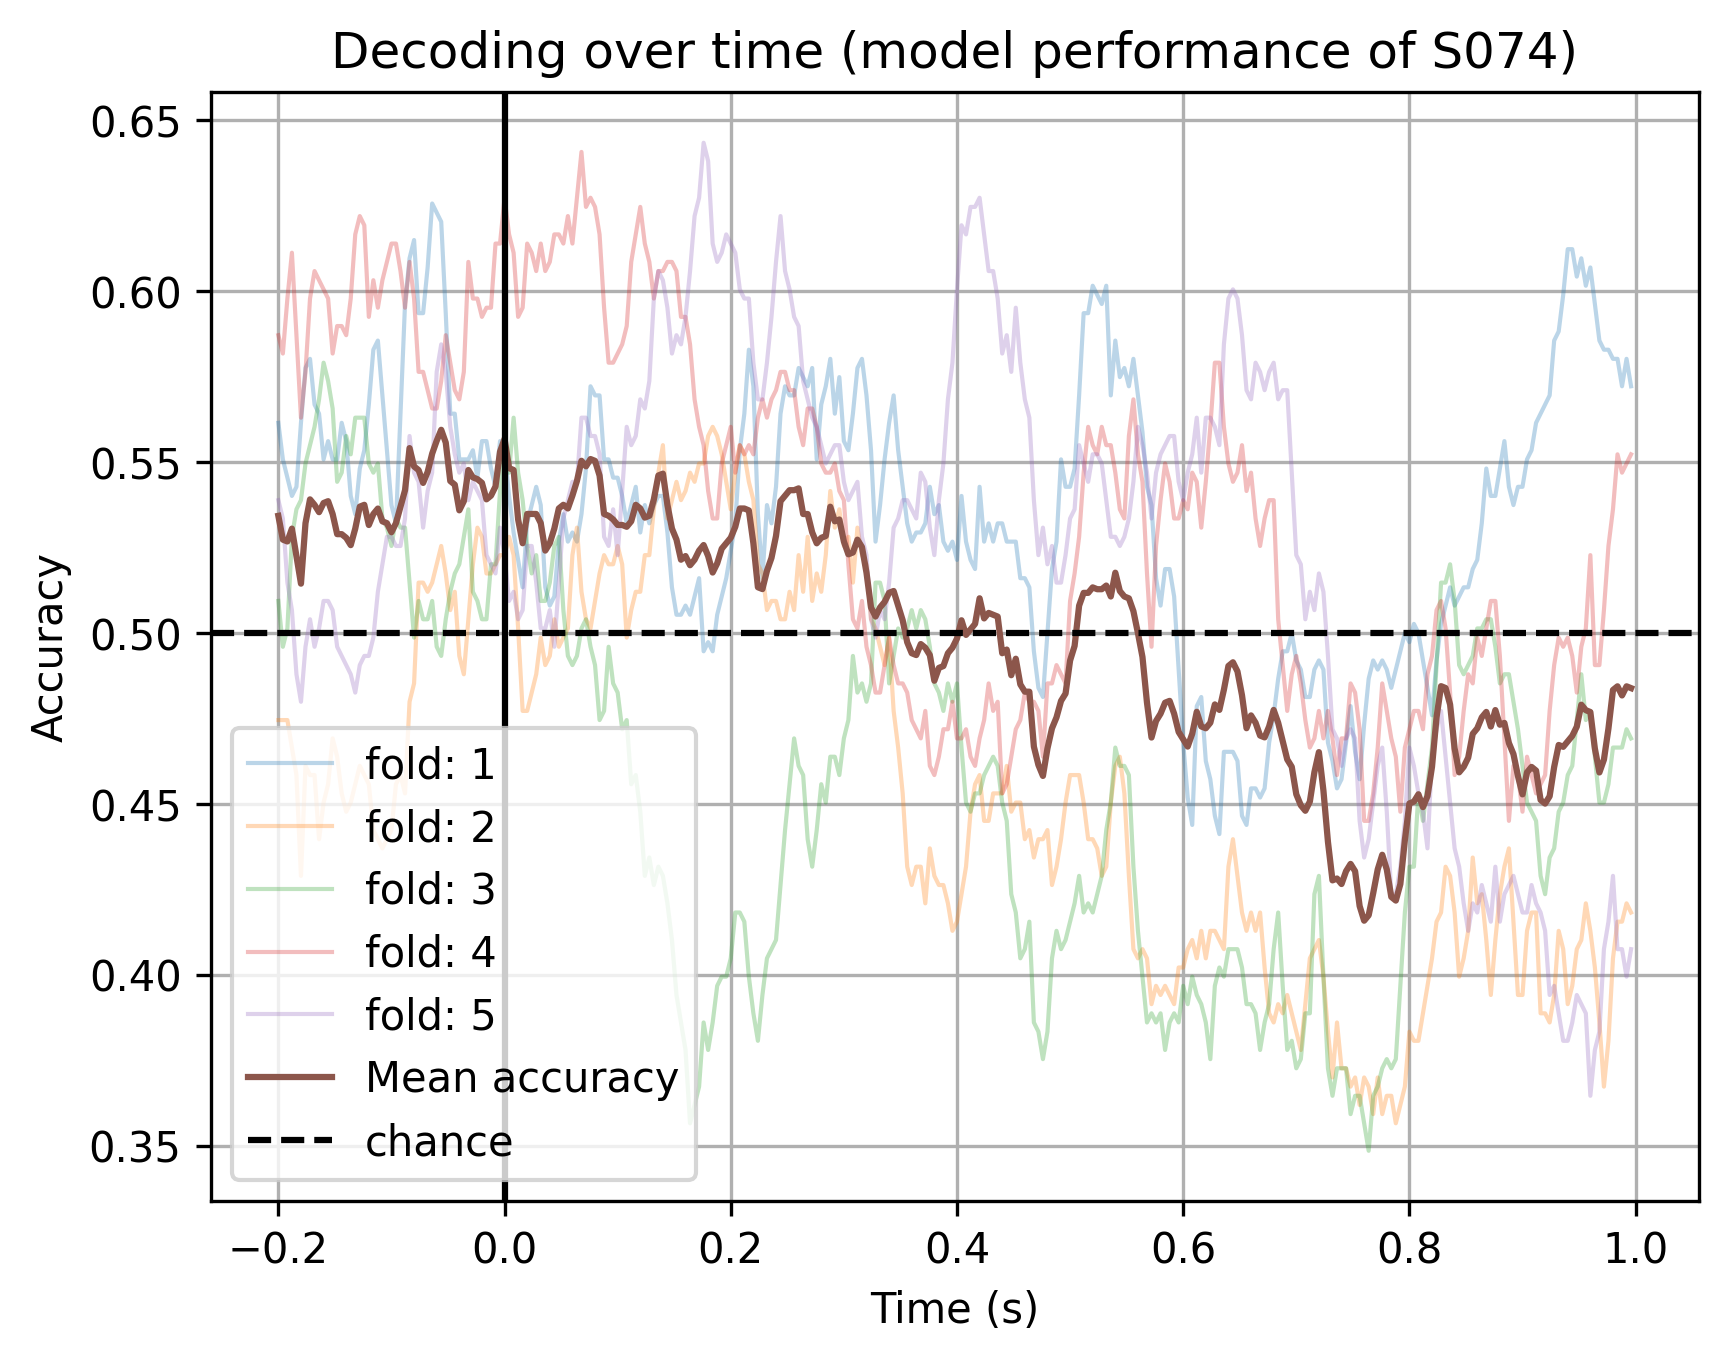 Decoding over time (model performance of S074)
Accuracy
0.65
0.60
0.55
0.50
0.45
0.40
0.35
fold: 1
fold: 2
fold: 3
fold: 4
fold: 5
Mean accuracy
chance
−0.2
0.0
0.2
0.4
0.6
0.8
1.0
Time (s)